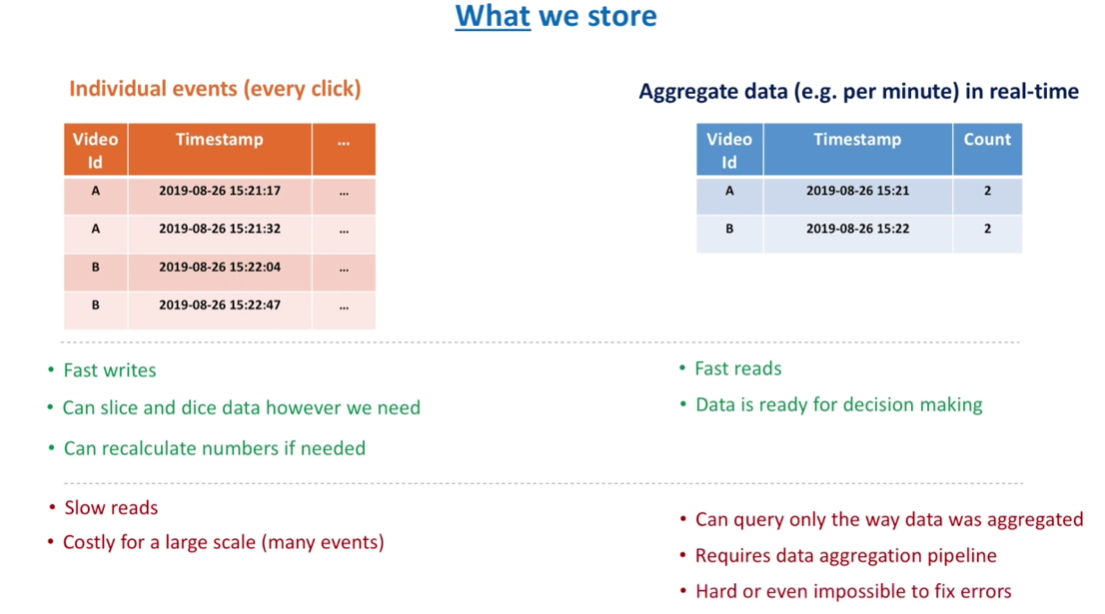 What we store
Individual events (every click)
Video Id Timestamp ...
A 2019-08-26 15:21:17 ...
A 2019-08-26 15:21:32 ...
B 2019-08-26 15:22:04 ...
B 2019-08-26 15:22:47 ...
Aggregate data (e.g. per minute) in real-time
Video Id Timestamp Count
A 2019-08-26 15:21 2
B 2019-08-26 15:22 2
• Fast writes
• Can slice and dice data however we need
• Can recalculate numbers if needed
• Fast reads
• Data is ready for decision making
• Slow reads
• Costly for a large scale (many events)
• Can query only the way data was aggregated
• Requires data aggregation pipeline
• Hard or even impossible to fix errors